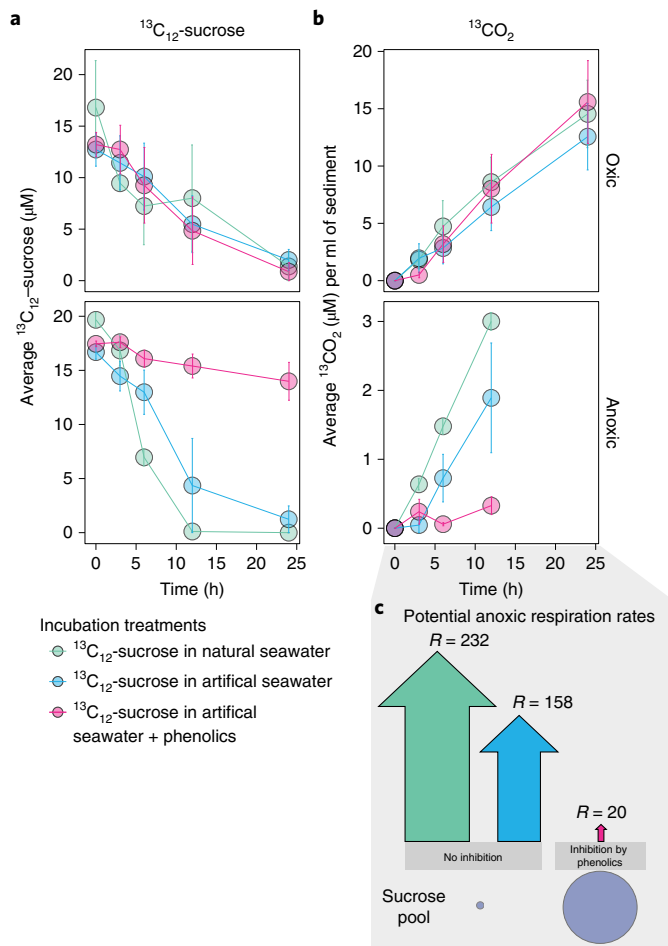 a
¹³C₁₂-sucrose
b
¹³CO₂
Average ¹³C₁₂–sucrose (μM)
20
15
10
5
0
20
15
10
5
0
0 5 10 15 20 25
Time (h)
Average ¹³CO₂ (μM) per ml of sediment
20
15
10
5
0
3
2
1
0
0 5 10 15 20 25
Time (h)
Oxic
Anoxic
Incubation treatments
¹³C₁₂-sucrose in natural seawater
¹³C₁₂-sucrose in artifical seawater
¹³C₁₂-sucrose in artifical
seawater + phenolics
c
Potential anoxic respiration rates
R = 232
R = 158
R = 20
No inhibition
Inhibition by
phenolics
Sucrose
pool